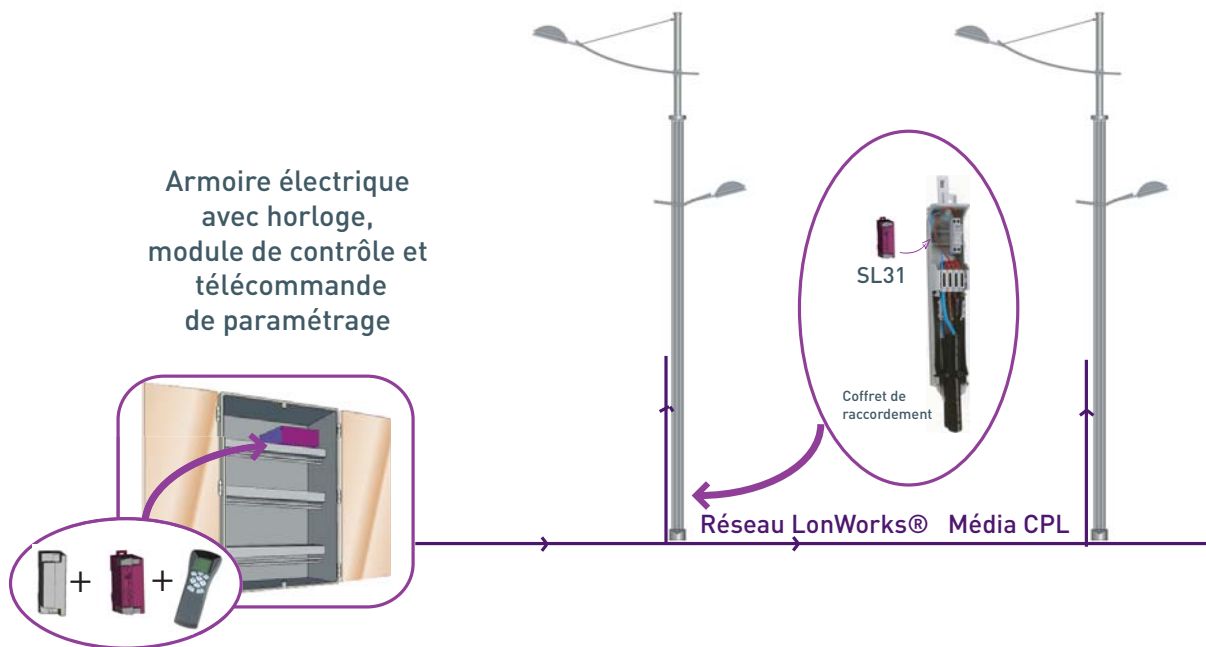 Armoire électrique
avec horloge,
module de contrôle et
télécommande
de paramétrage
SL31
Coffret de
raccordement
Réseau LonWorks® Média CPL
+ +